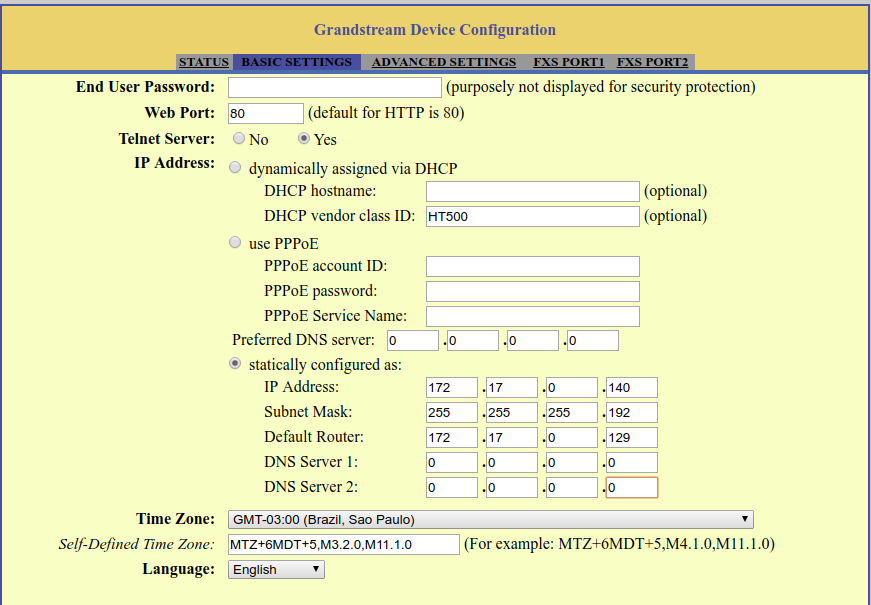 Grandstream Device Configuration
STATUS BASIC SETTINGS ADVANCED SETTINGS FXS PORT1 FXS PORT2
End User Password: (purposely not displayed for security protection)
Web Port: 80 (default for HTTP is 80)
Telnet Server: No Yes
IP Address:
dynamically assigned via DHCP
DHCP hostname: (optional)
DHCP vendor class ID: HT500 (optional)
use PPPoE
PPPoE account ID:
PPPoE password:
PPPoE Service Name:
Preferred DNS server: 0 .0 .0 .0
statically configured as:
IP Address: 172 .17 .0 .140
Subnet Mask: 255 .255 .255 .192
Default Router: 172 .17 .0 .129
DNS Server 1: 0 .0 .0 .0
DNS Server 2: 0 .0 .0 .0
Time Zone: GMT-03:00 (Brazil, Sao Paulo)
Self-Defined Time Zone: MTZ+6MDT+5,M3.2.0,M11.1.0 (For example: MTZ+6MDT+5,M4.1.0,M11.1.0)
Language: English